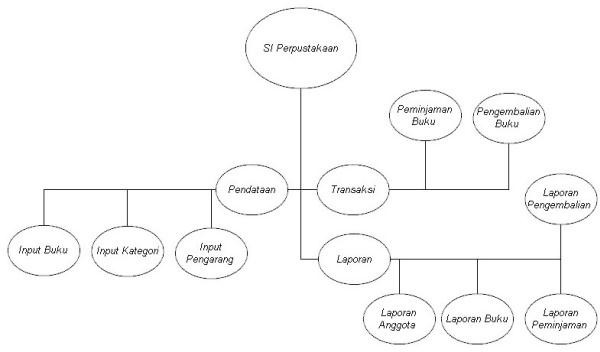 SI Perpustakaan
Peminjaman
Buku
Pengembalian
Buku
Pendataan
Transaksi
Laporan
Pengembalian
Input Buku
Input Kategori
Input
Pengarang
Laporan
Laporan
Anggota
Laporan Buku
Laporan
Peminjaman